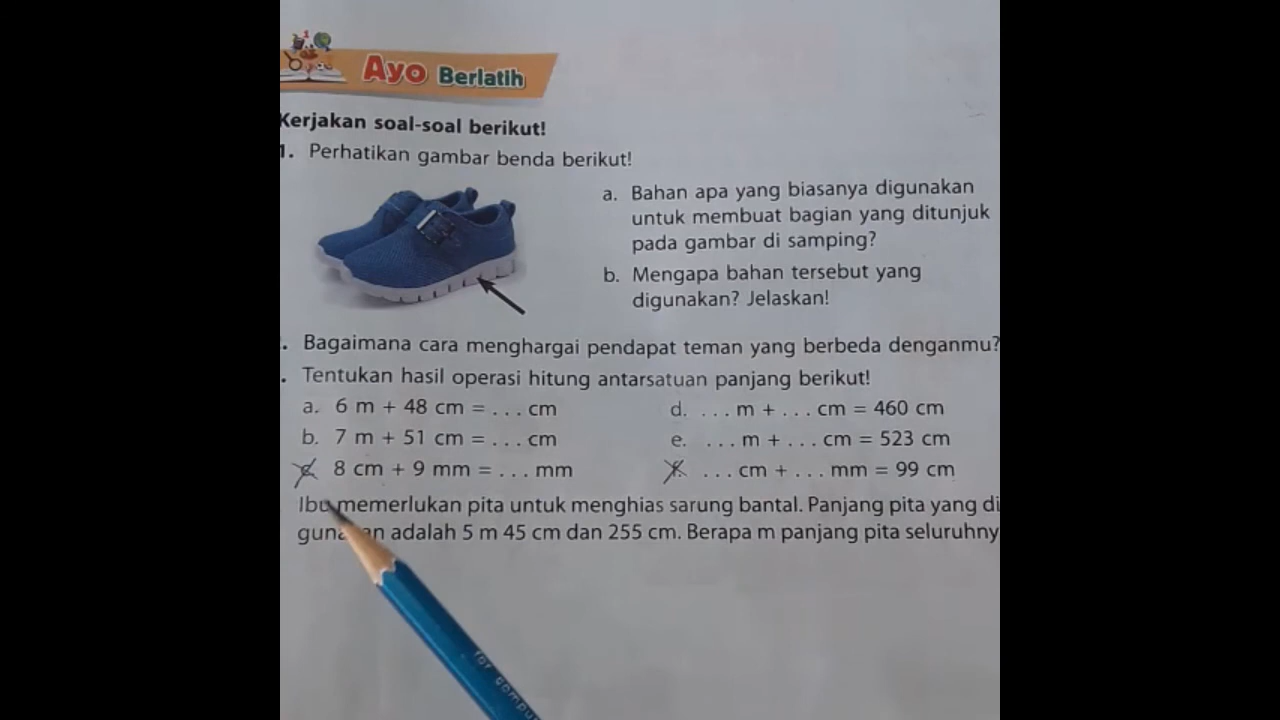 Ayo Berlatih
Kerjakan soal-soal berikut!
1. Perhatikan gambar benda berikut!
a. Bahan apa yang biasanya digunakan
untuk membuat bagian yang ditunjuk
pada gambar di samping?
b. Mengapa bahan tersebut yang
digunakan? Jelaskan!
. Bagaimana cara menghargai pendapat teman yang berbeda denganmu?
. Tentukan hasil operasi hitung antarsatuan panjang berikut!
a. 6 m + 48 cm = . . . cm
b. 7 m + 51 cm = . . . cm
8 cm + 9 mm = . . . mm
d. . . . m + . . . cm = 460 cm
e. . . . m + . . . cm = 523 cm
. . . cm + . . . mm = 99 cm
Ibu memerlukan pita untuk menghias sarung bantal. Panjang pita yang di
adalah 5 m 45 cm dan 255 cm. Berapa m panjang pita seluruhny
for